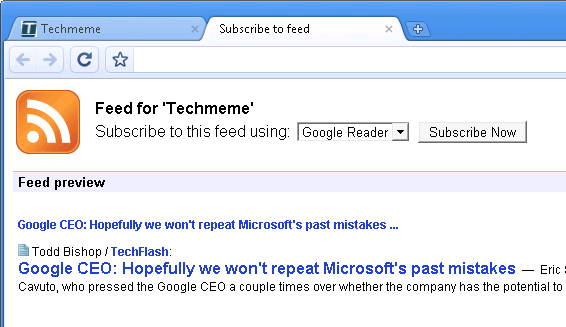 Techmeme
Subscribe to feed
Feed for 'Techmeme'
Subscribe to this feed using: Google Reader Subscribe Now
Feed preview
Google CEO: Hopefully we won't repeat Microsoft's past mistakes ...
Todd Bishop / TechFlash:
Google CEO: Hopefully we won't repeat Microsoft's past mistakes — Eric S
Cavuto, who pressed the Google CEO a couple times over whether the company has the potential to